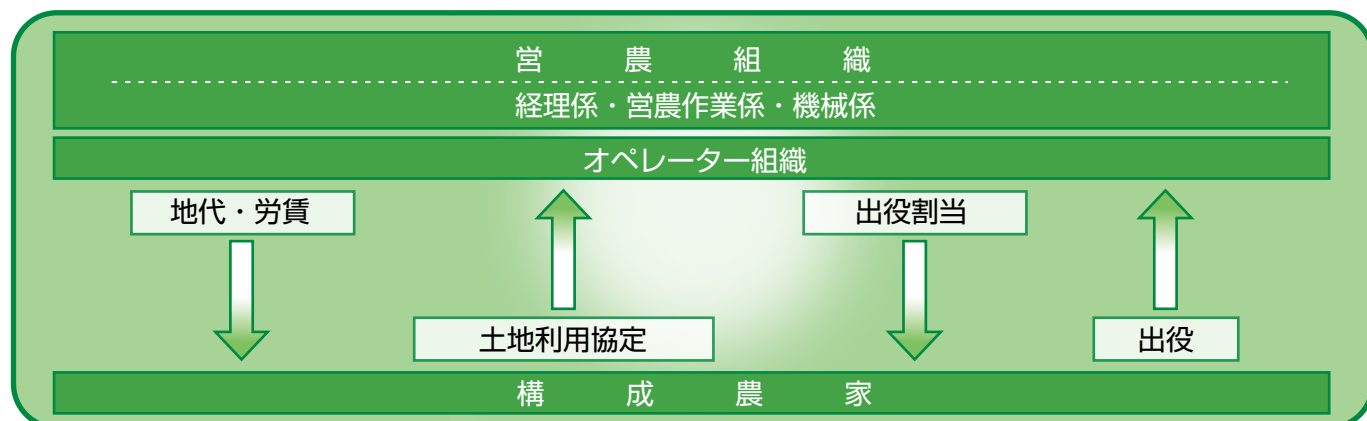 営農組織
経理係・営農作業係・機械係
オペレーター組織
地代・労賃
出役割当
土地利用協定
出役
構成農家